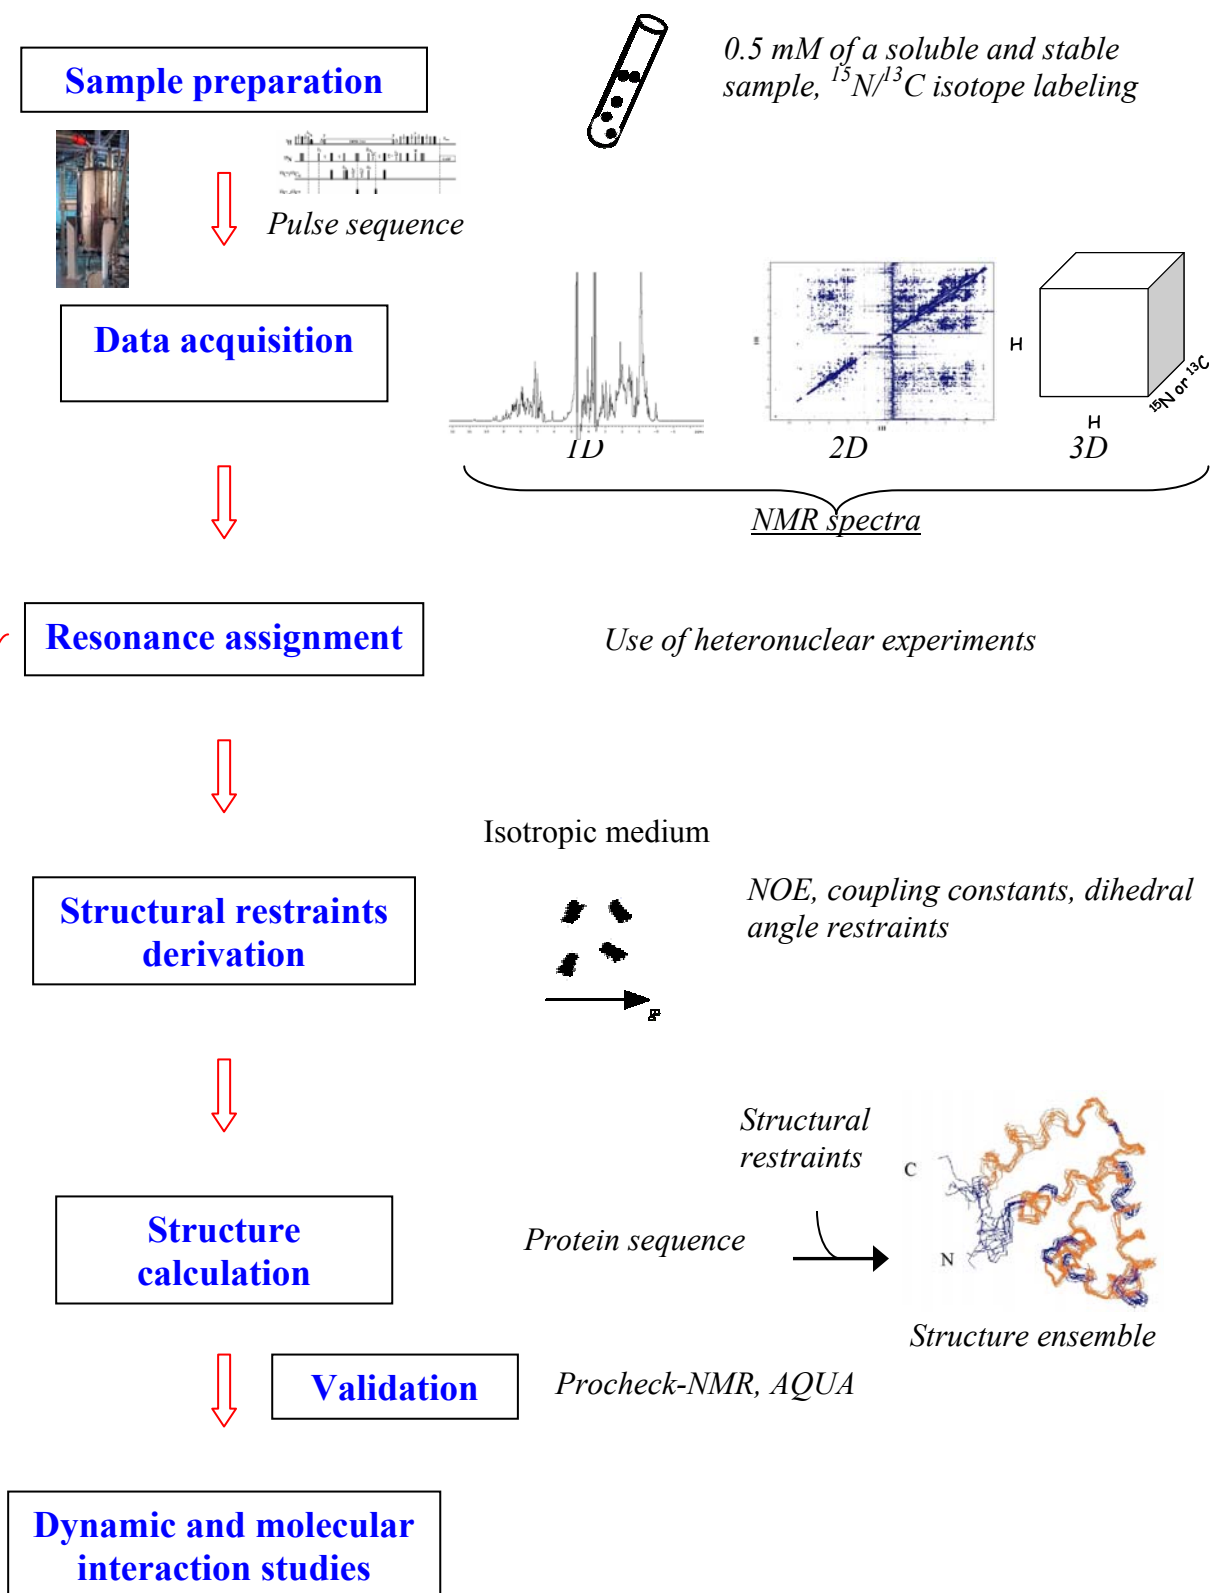 Sample preparation
0.5 mM of a soluble and stable
sample, ¹⁵N/¹³C isotope labeling
Pulse sequence
Data acquisition
H
¹⁵N or ¹³C
H
1D
2D
3D
NMR spectra
Resonance assignment
Use of heteronuclear experiments
Isotropic medium
Structural restraints
derivation
NOE, coupling constants, dihedral
angle restraints
Structural
restraints
C
Structure
calculation
Protein sequence
N
Structure ensemble
Validation
Procheck-NMR, AQUA
Dynamic and molecular
interaction studies